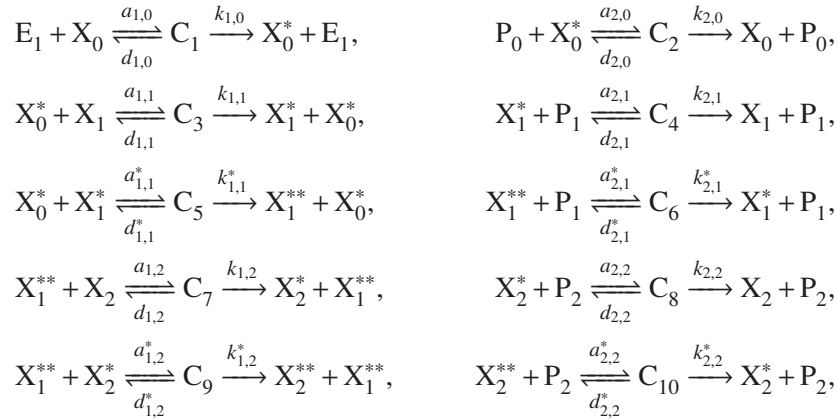 E₁ + X₀ ⇌[a₁,₀][d₁,₀] C₁ →[k₁,₀] X₀* + E₁, P₀ + X₀* ⇌[a₂,₀][d₂,₀] C₂ →[k₂,₀] X₀ + P₀,
X₀* + X₁ ⇌[a₁,₁][d₁,₁] C₃ →[k₁,₁] X₁* + X₀*, X₁* + P₁ ⇌[a₂,₁][d₂,₁] C₄ →[k₂,₁] X₁ + P₁,
X₀* + X₁* ⇌[a*₁,₁][d*₁,₁] C₅ →[k*₁,₁] X₁** + X₀*, X₁** + P₁ ⇌[a*₂,₁][d*₂,₁] C₆ →[k*₂,₁] X₁* + P₁,
X₁** + X₂ ⇌[a₁,₂][d₁,₂] C₇ →[k₁,₂] X₂* + X₁**, X₂* + P₂ ⇌[a₂,₂][d₂,₂] C₈ →[k₂,₂] X₂ + P₂,
X₁** + X₂* ⇌[a*₁,₂][d*₁,₂] C₉ →[k*₁,₂] X₂** + X₁**, X₂** + P₂ ⇌[a*₂,₂][d*₂,₂] C₁₀ →[k*₂,₂] X₂* + P₂,